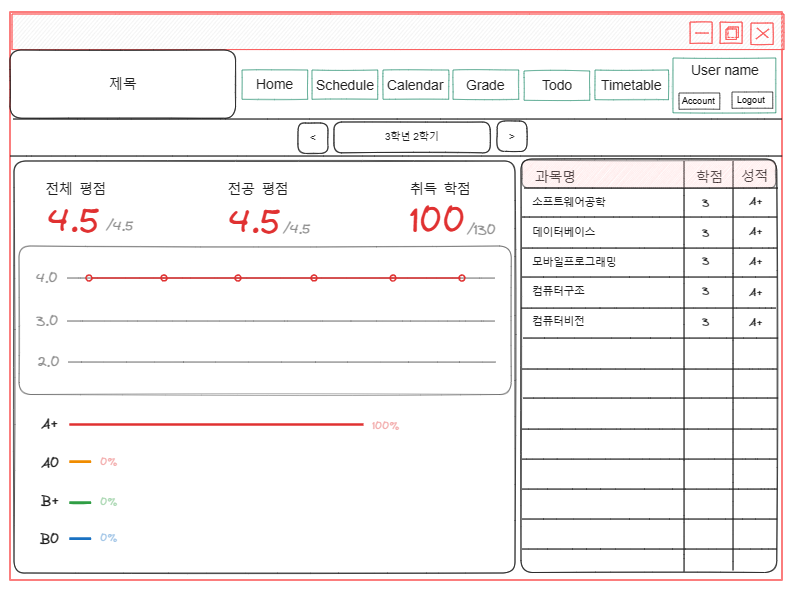 제목
Home
Schedule
Calendar
Grade
Todo
Timetable
User name
Account
Logout
<
3학년 2학기
>
전체 평점
4.5 /4.5
전공 평점
4.5 /4.5
취득 학점
100 /130
4.0
3.0
2.0
A+ 100%
A0 0%
B+ 0%
B0 0%
과목명 학점 성적
소프트웨어공학 3 A+
데이터베이스 3 A+
모바일프로그래밍 3 A+
컴퓨터구조 3 A+
컴퓨터비전 3 A+